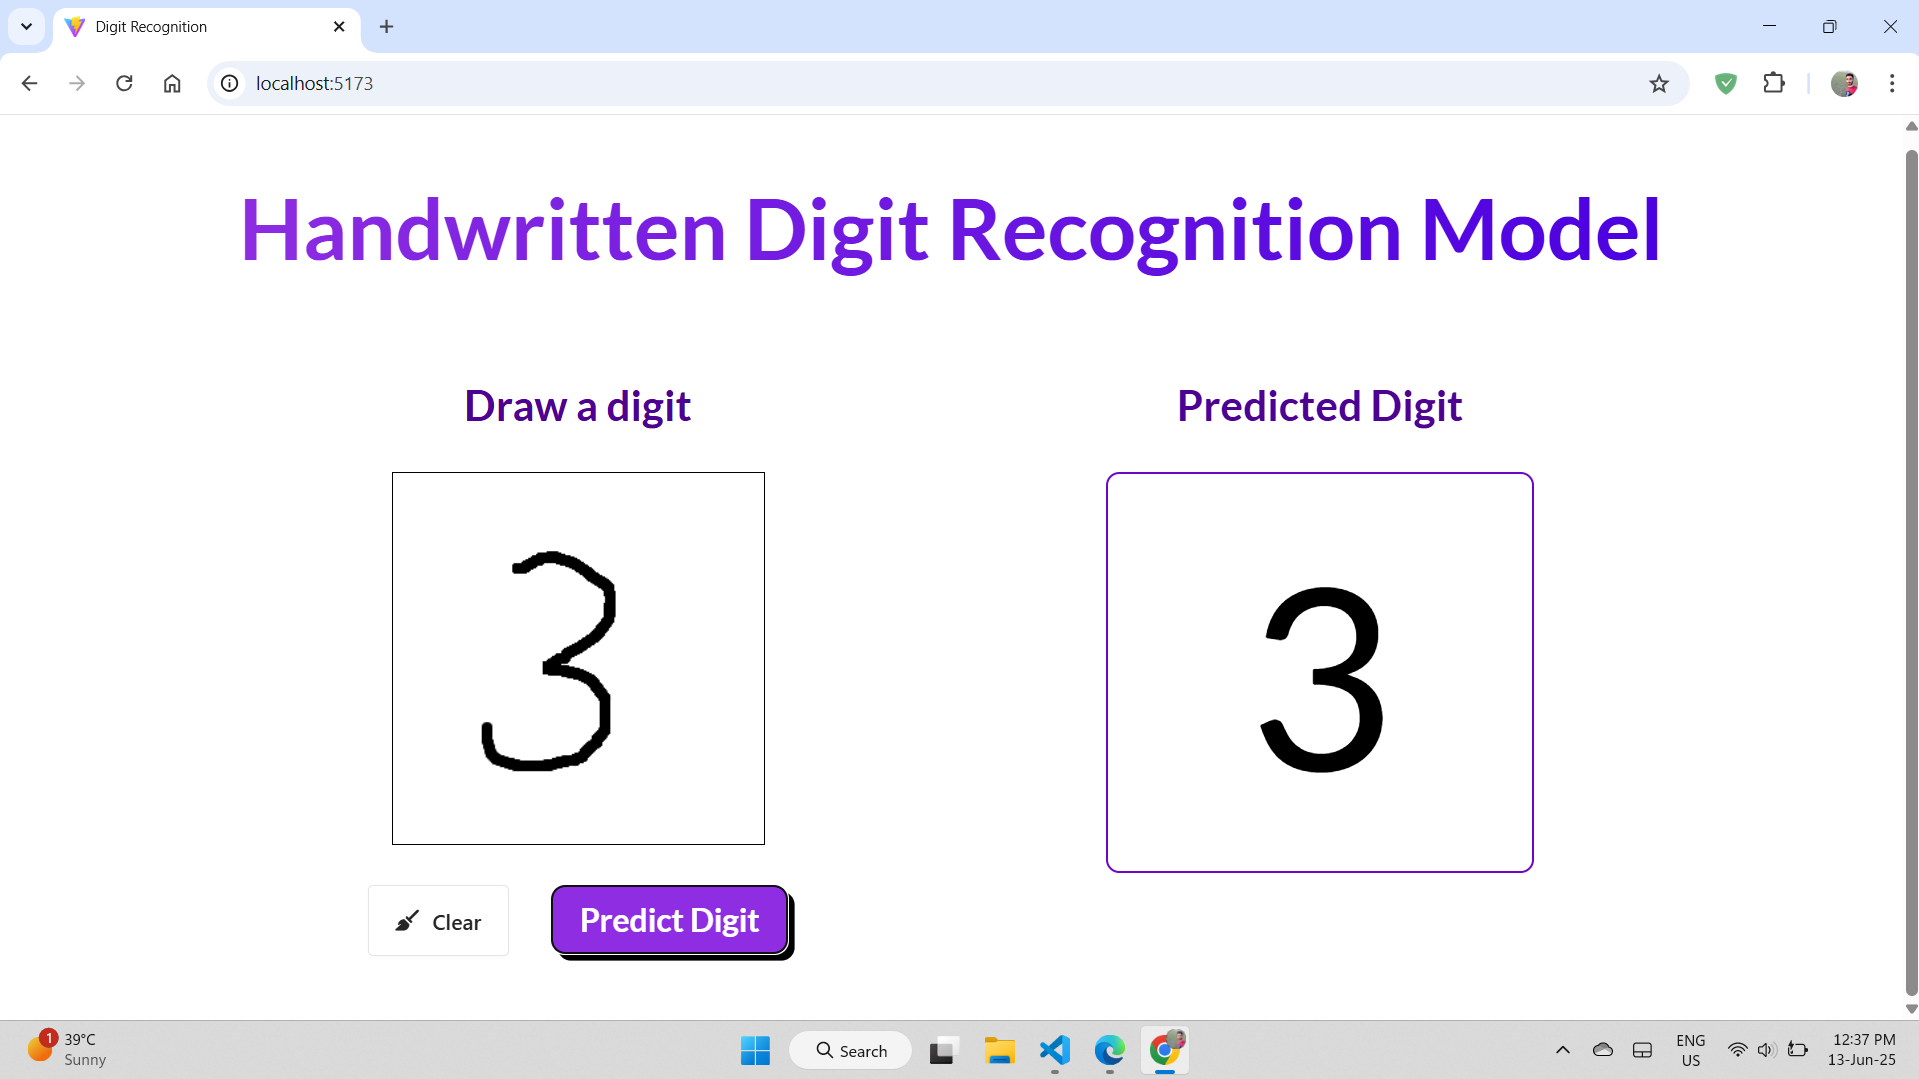 Digit Recognition
localhost:5173
Handwritten Digit Recognition Model
Draw a digit
Predicted Digit
3
3
Clear
Predict Digit
1
39°C
Sunny
Search
ENG
US
12:37 PM
13-Jun-25